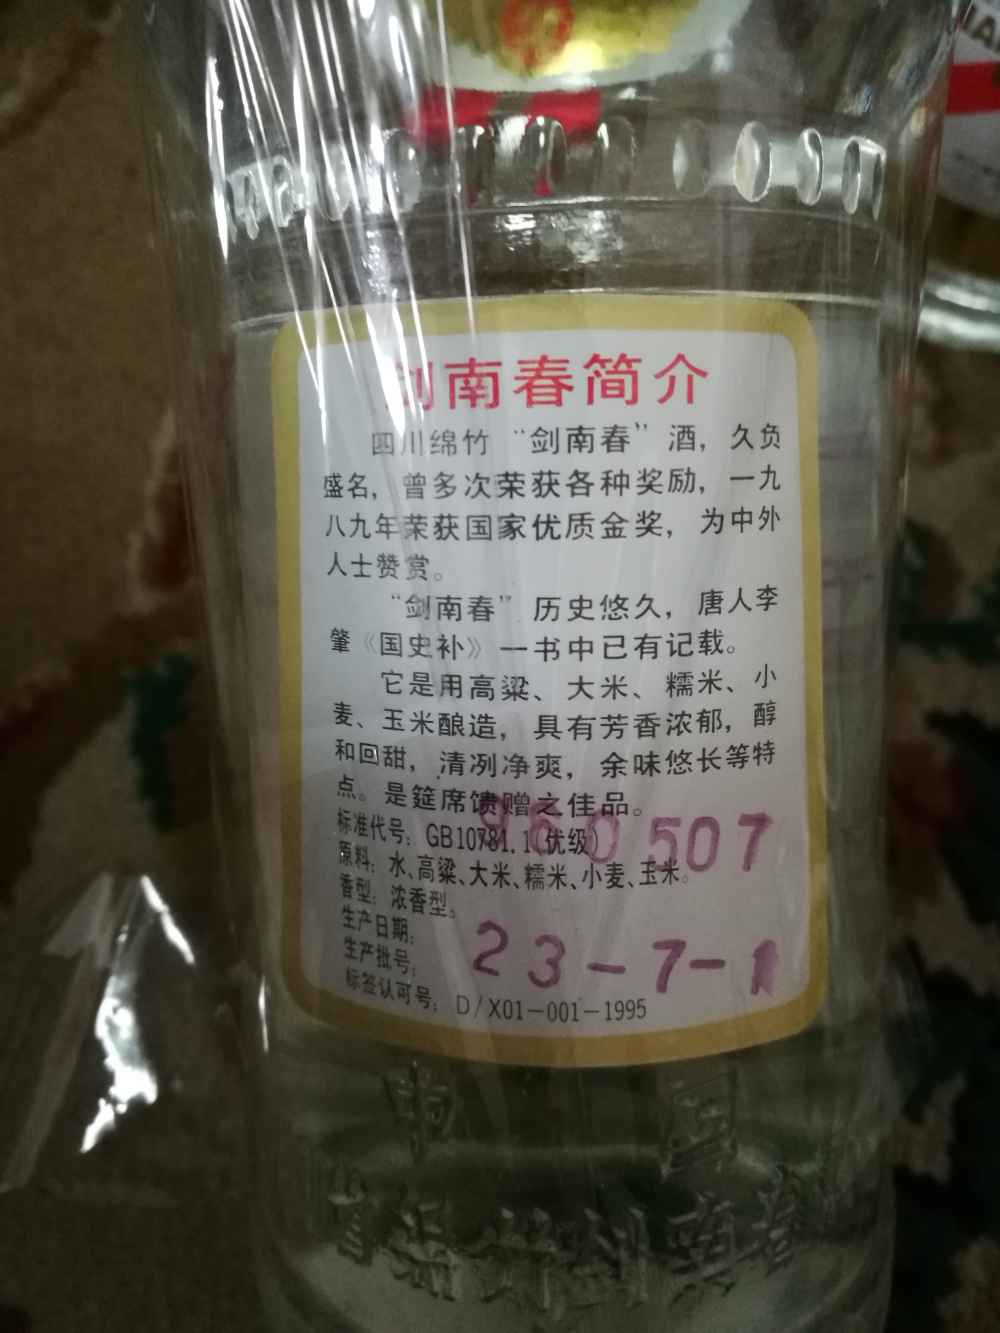 剑南春简介
四川绵竹“剑南春”酒，久负
盛名，曾多次荣获各种奖励，一九
八九年荣获国家优质金奖，为中外
人士赞赏。
“剑南春”历史悠久，唐人李
肇《国史补》一书中已有记载。
它是用高粱、大米、糯米、小
麦、玉米酿造，具有芳香浓郁，醇
和回甜，清冽净爽，余味悠长等特
点。是筵席馈赠之佳品。
标准代号：GB10781.1(优级)
960507
原料：水、高粱、大米、糯米、小麦、玉米。
香型：浓香型。
生产日期：
生产批号：
23-7-1
标签认可号：D/X01-001-1995
中国
绵竹剑南春